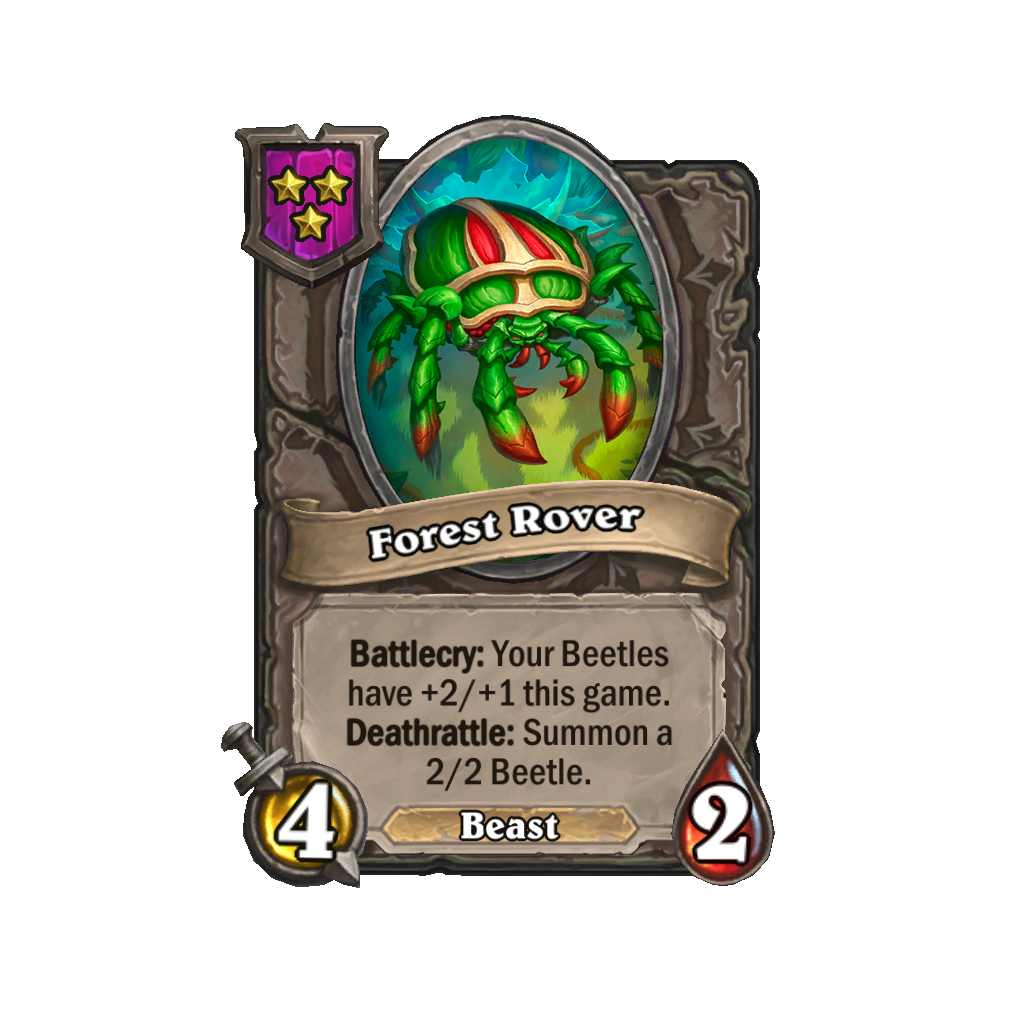 Forest Rover
Battlecry: Your Beetles
have +2/+1 this game.
Deathrattle: Summon a
2/2 Beetle.
4
Beast
2